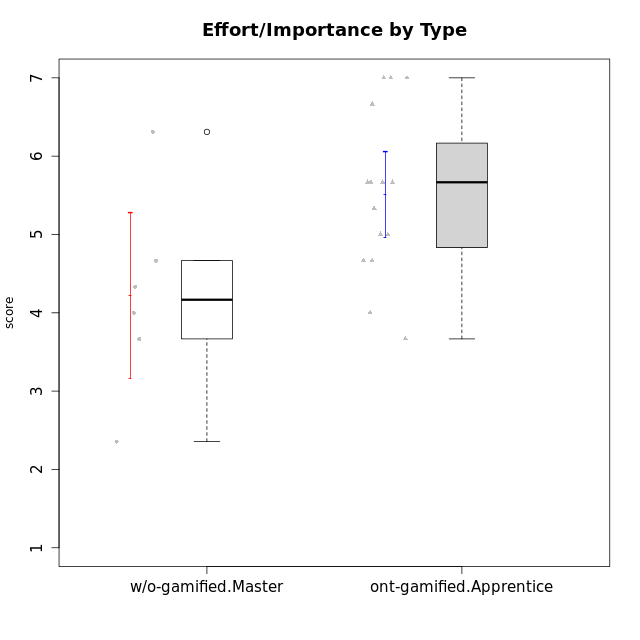 Effort/Importance by Type
score
7
6
5
4
3
2
1
w/o-gamified.Master
ont-gamified.Apprentice